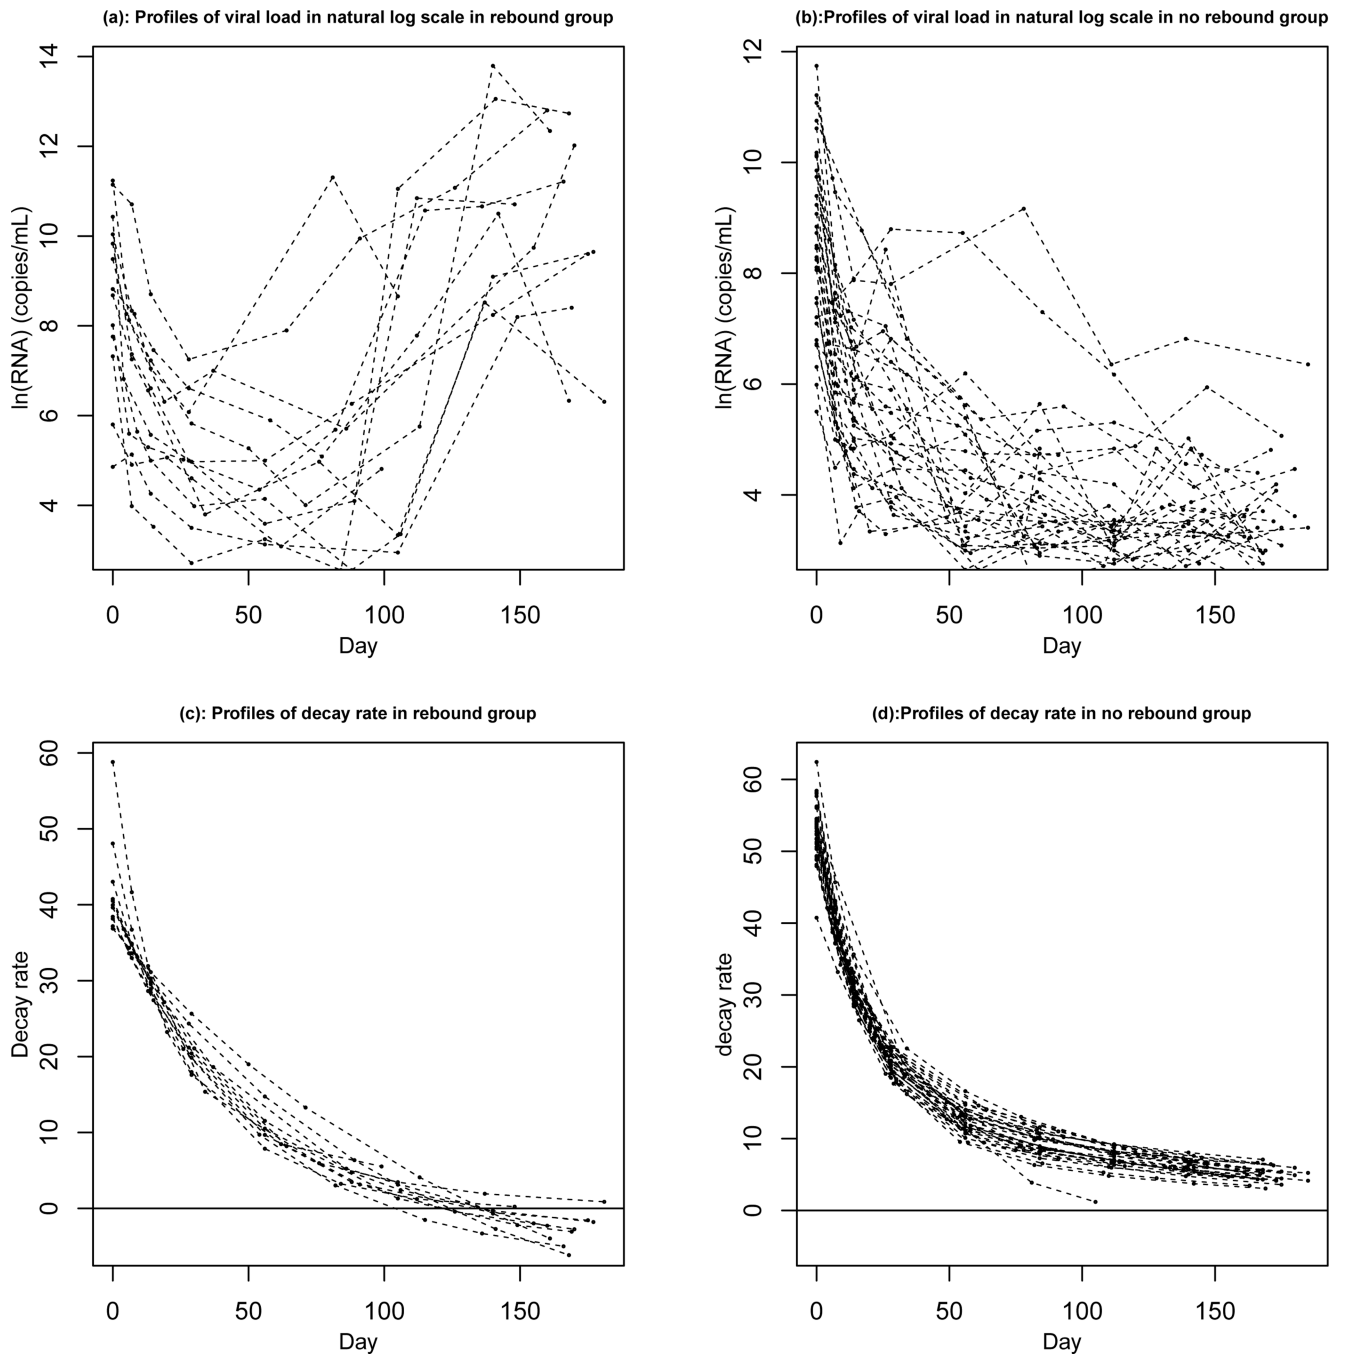 (a): Profiles of viral load in natural log scale in rebound group
14
12
10
8
6
4
ln(RNA) (copies/mL)
0 50 100 150
Day
(b):Profiles of viral load in natural log scale in no rebound group
12
10
8
6
4
ln(RNA) (copies/mL)
0 50 100 150
Day
(c): Profiles of decay rate in rebound group
60
50
40
30
20
10
0
Decay rate
0 50 100 150
Day
(d):Profiles of decay rate in no rebound group
60
50
40
30
20
10
0
decay rate
0 50 100 150
Day